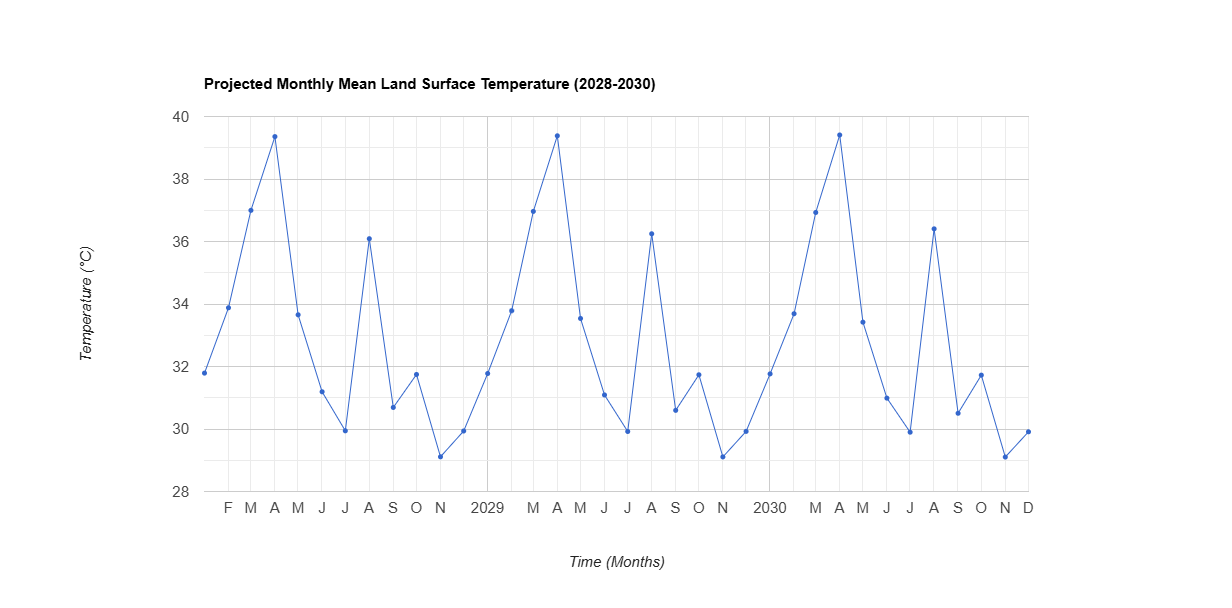 Projected Monthly Mean Land Surface Temperature (2028-2030)
40
38
36
34
32
30
28
Temperature (°C)
F M A M J J A S O N 2029 M A M J J A S O N 2030 M A M J J A S O N D
Time (Months)